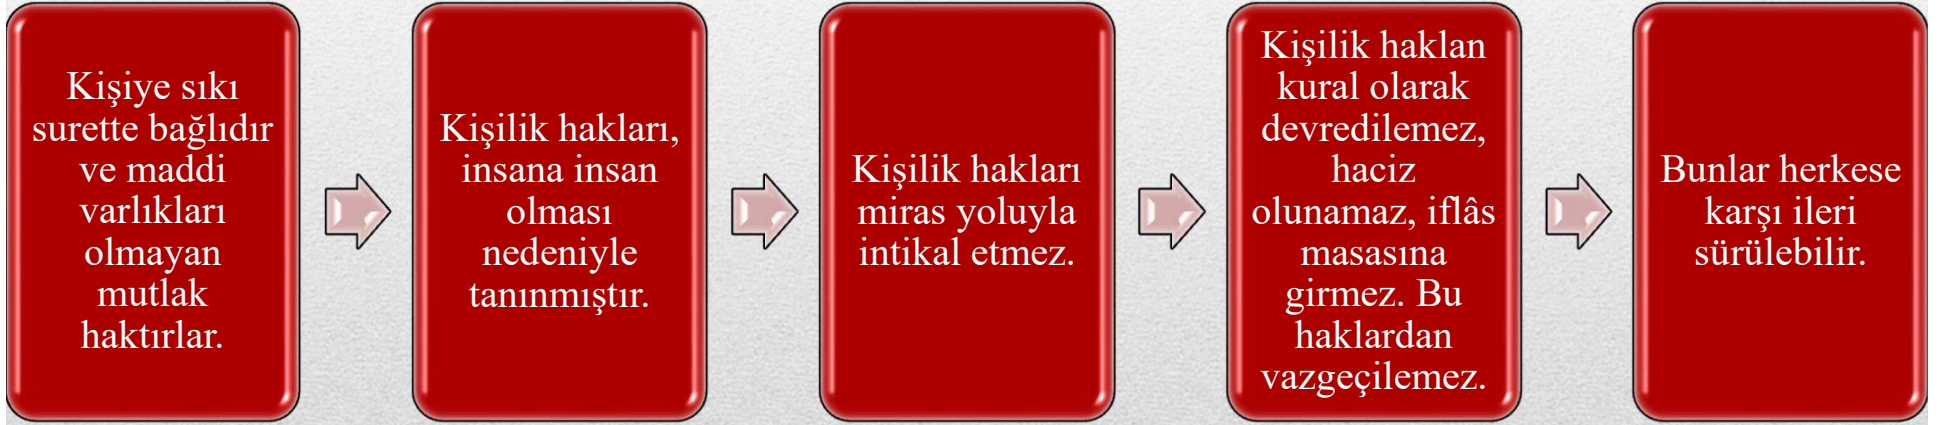 Kişiye sıkı
surette bağlıdır
ve maddi
varlıkları
olmayan
mutlak
haktırlar.
Kişilik hakları,
insana insan
olması
nedeniyle
tanınmıştır.
Kişilik hakları
miras yoluyla
intikal etmez.
Kişilik haklan
kural olarak
devredilemez,
haciz
olunamaz, iflâs
masasına
girmez. Bu
haklardan
vazgeçilemez.
Bunlar herkese
karşı ileri
sürülebilir.